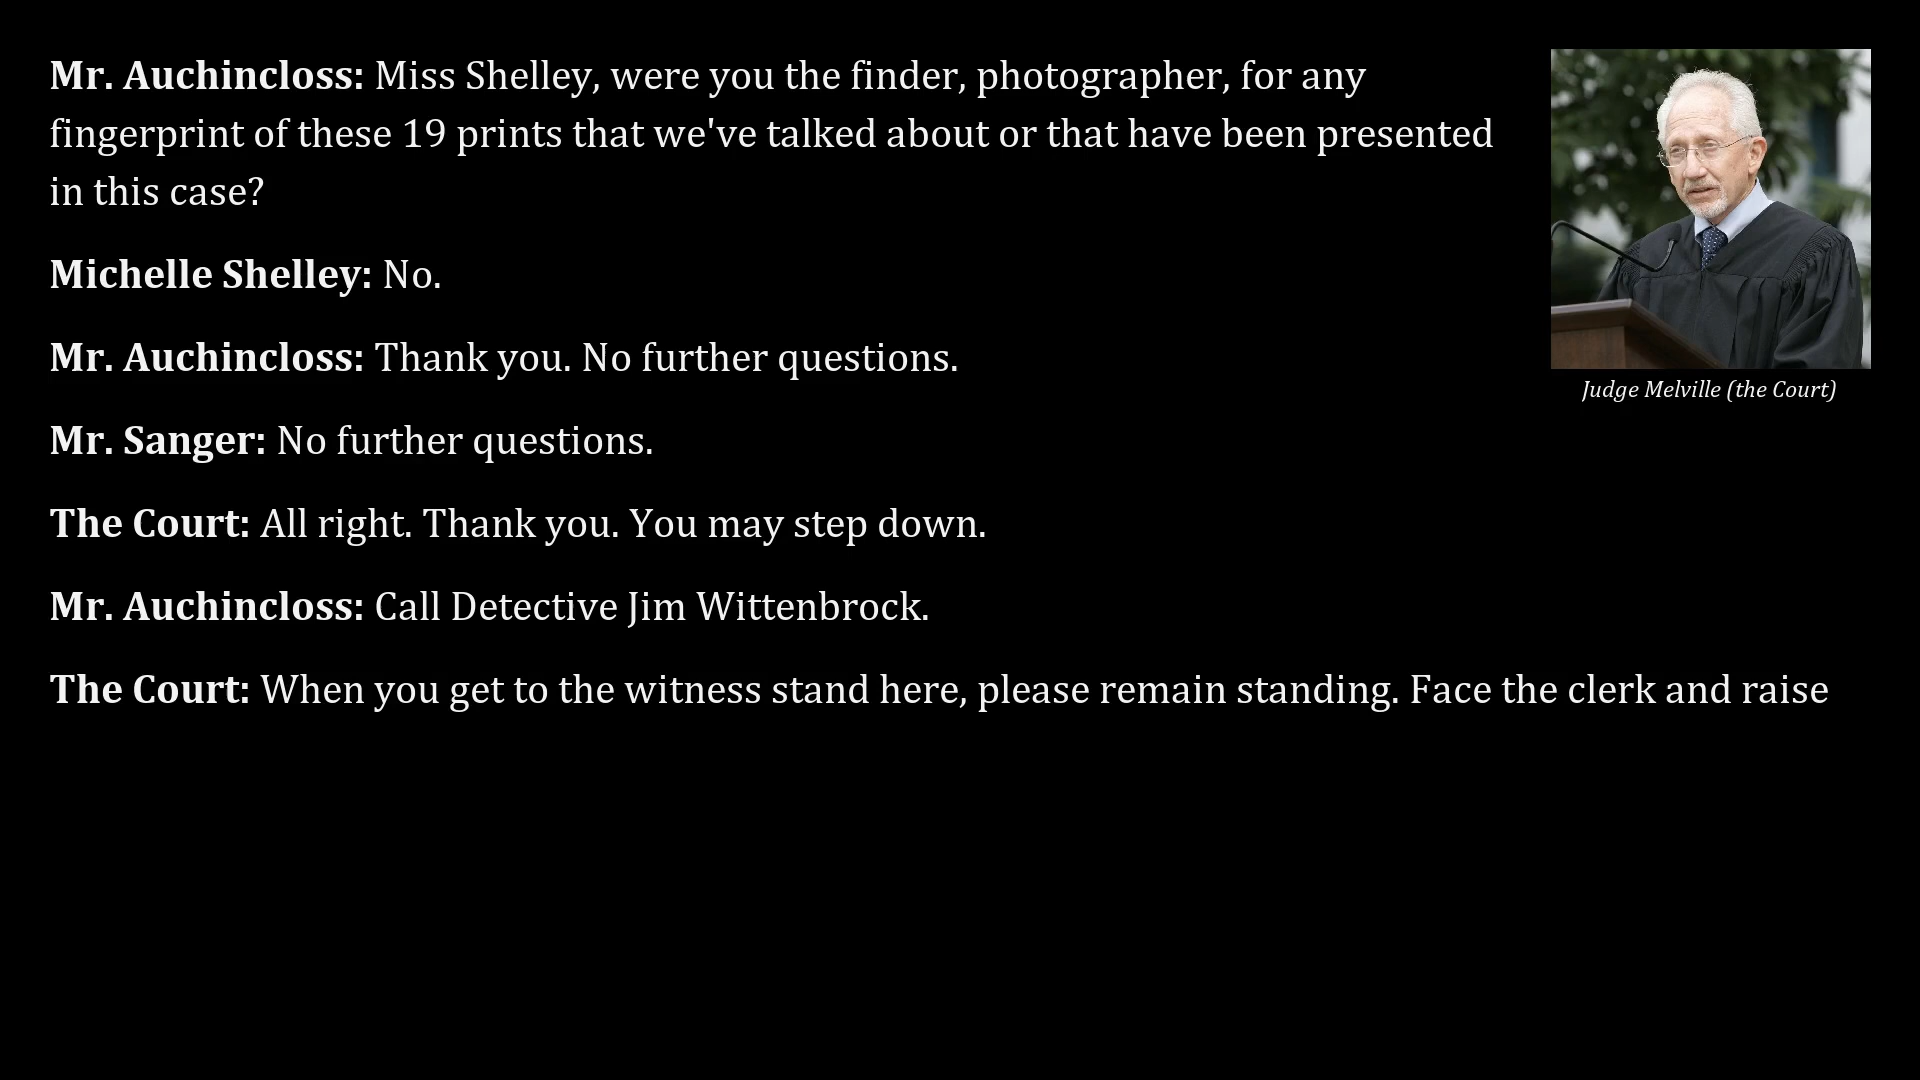 Mr. Auchincloss: Miss Shelley, were you the finder, photographer, for any
fingerprint of these 19 prints that we've talked about or that have been presented
in this case?
Michelle Shelley: No.
Mr. Auchincloss: Thank you. No further questions.
Mr. Sanger: No further questions.
The Court: All right. Thank you. You may step down.
Mr. Auchincloss: Call Detective Jim Wittenbrock.
The Court: When you get to the witness stand here, please remain standing. Face the clerk and raise
Judge Melville (the Court)